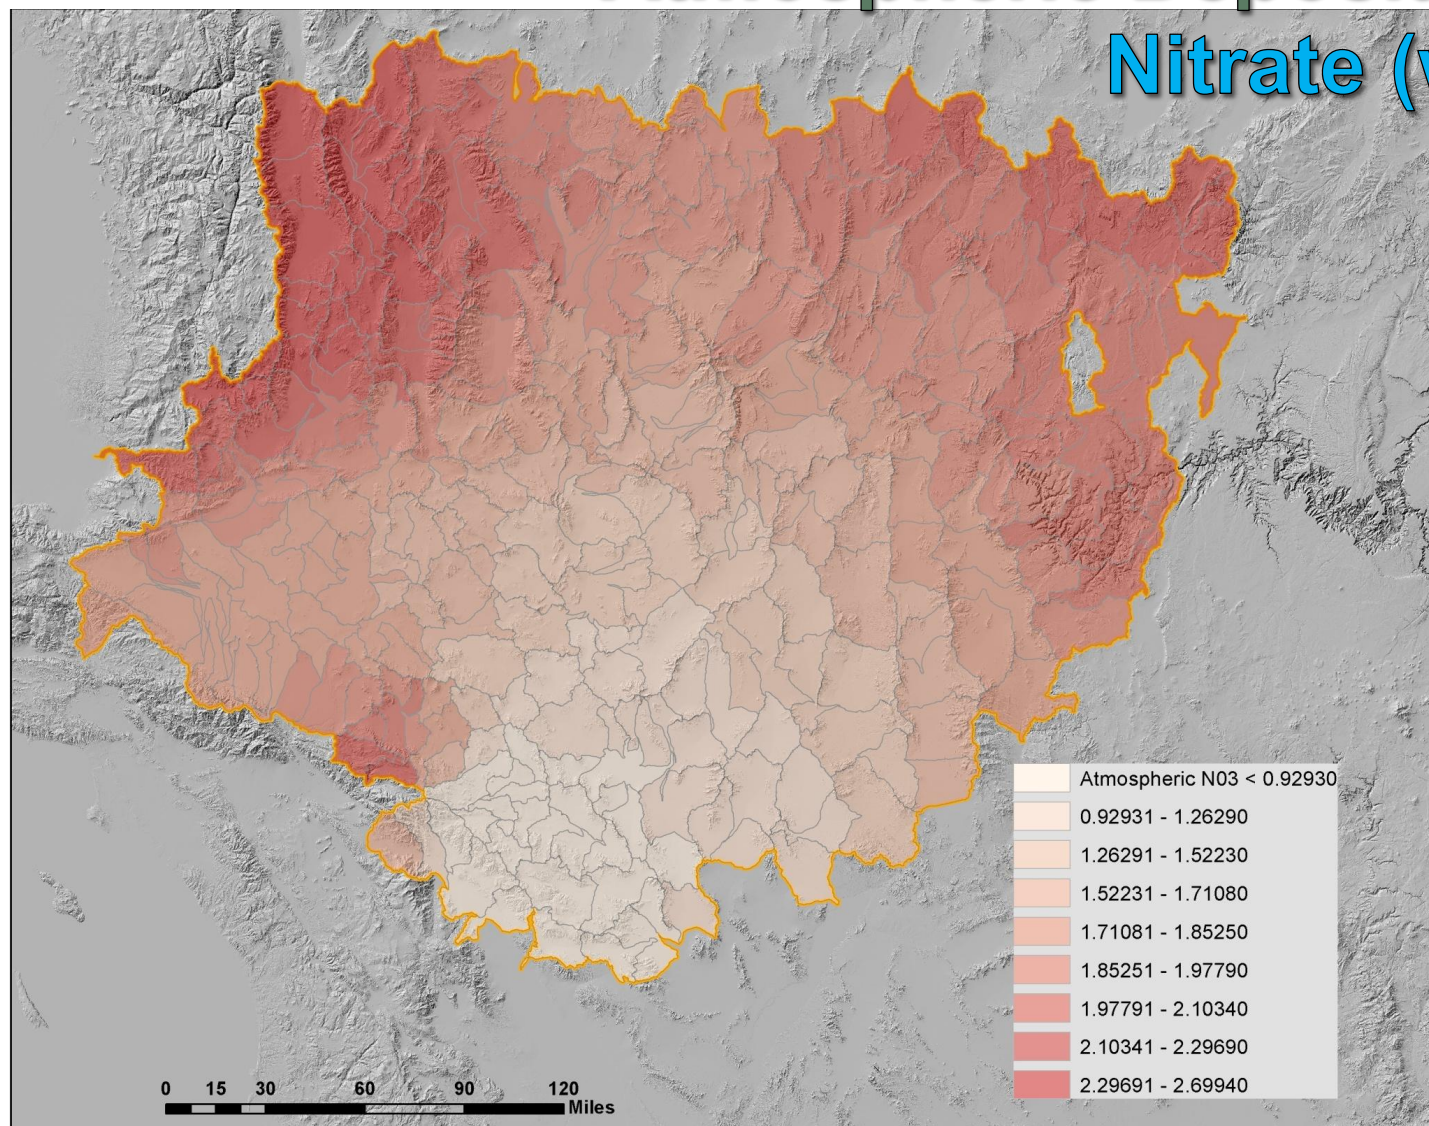 Nitrate (
Atmospheric N03 < 0.92930
0.92931 - 1.26290
1.26291 - 1.52230
1.52231 - 1.71080
1.71081 - 1.85250
1.85251 - 1.97790
1.97791 - 2.10340
2.10341 - 2.29690
2.29691 - 2.69940
0 15 30 60 90 120
Miles